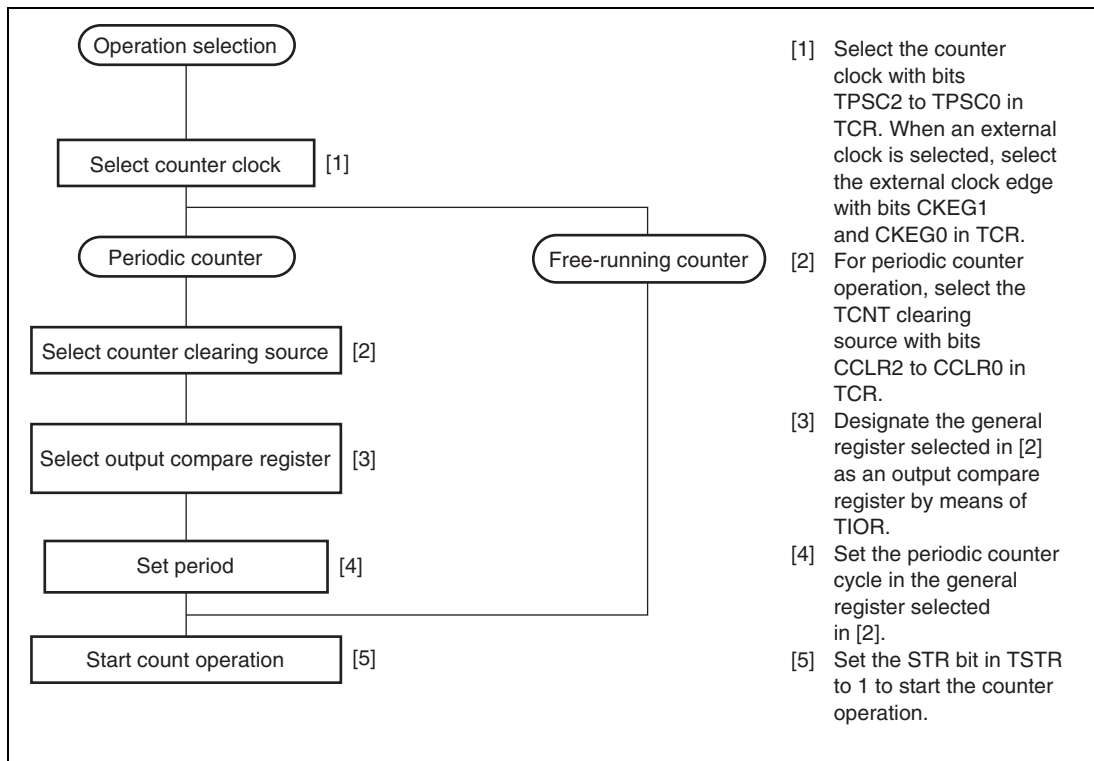 Operation selection
Select counter clock
[1]
Periodic counter
Free-running counter
Select counter clearing source
[2]
Select output compare register
[3]
Set period
[4]
Start count operation
[5]
[1] Select the counter
clock with bits
TPSC2 to TPSC0 in
TCR. When an external
clock is selected, select
the external clock edge
with bits CKEG1
and CKEG0 in TCR.
[2] For periodic counter
operation, select the
TCNT clearing
source with bits
CCLR2 to CCLR0 in
TCR.
[3] Designate the general
register selected in [2]
as an output compare
register by means of
TIOR.
[4] Set the periodic counter
cycle in the general
register selected
in [2].
[5] Set the STR bit in TSTR
to 1 to start the counter
operation.